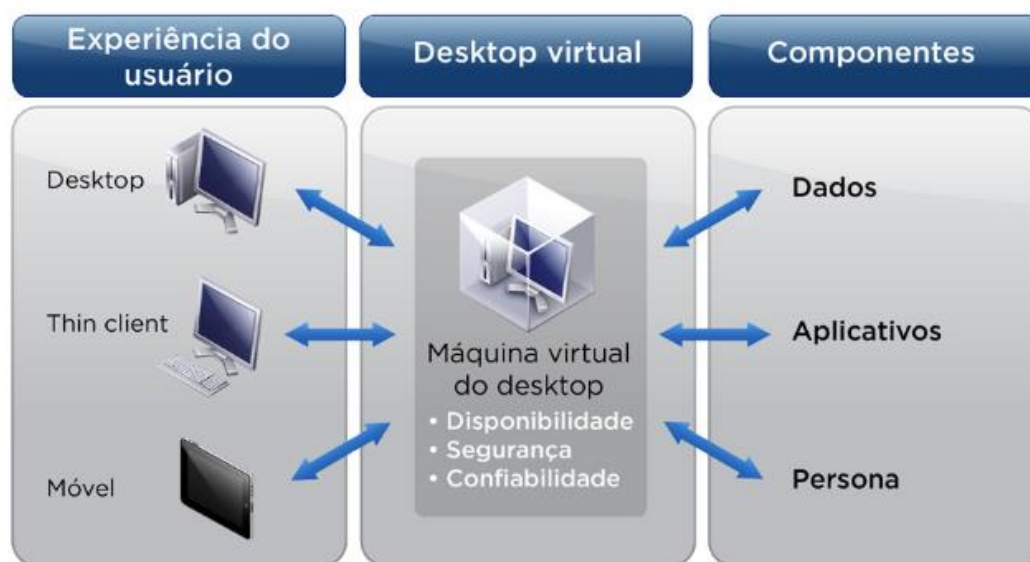 Experiência do
usuário
Desktop virtual
Componentes
Desktop
Thin client
Móvel
Máquina virtual
do desktop
• Disponibilidade
• Segurança
• Confiabilidade
Dados
Aplicativos
Persona